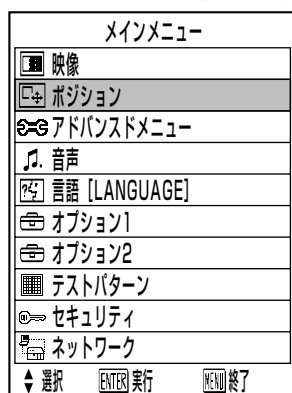 メインメニュー
映像
ポジション
アドバンスドメニュー
音声
言語 [LANGUAGE]
オプション1
オプション2
テストパターン
セキュリティ
ネットワーク
選択 ENTER 実行 MENU 終了